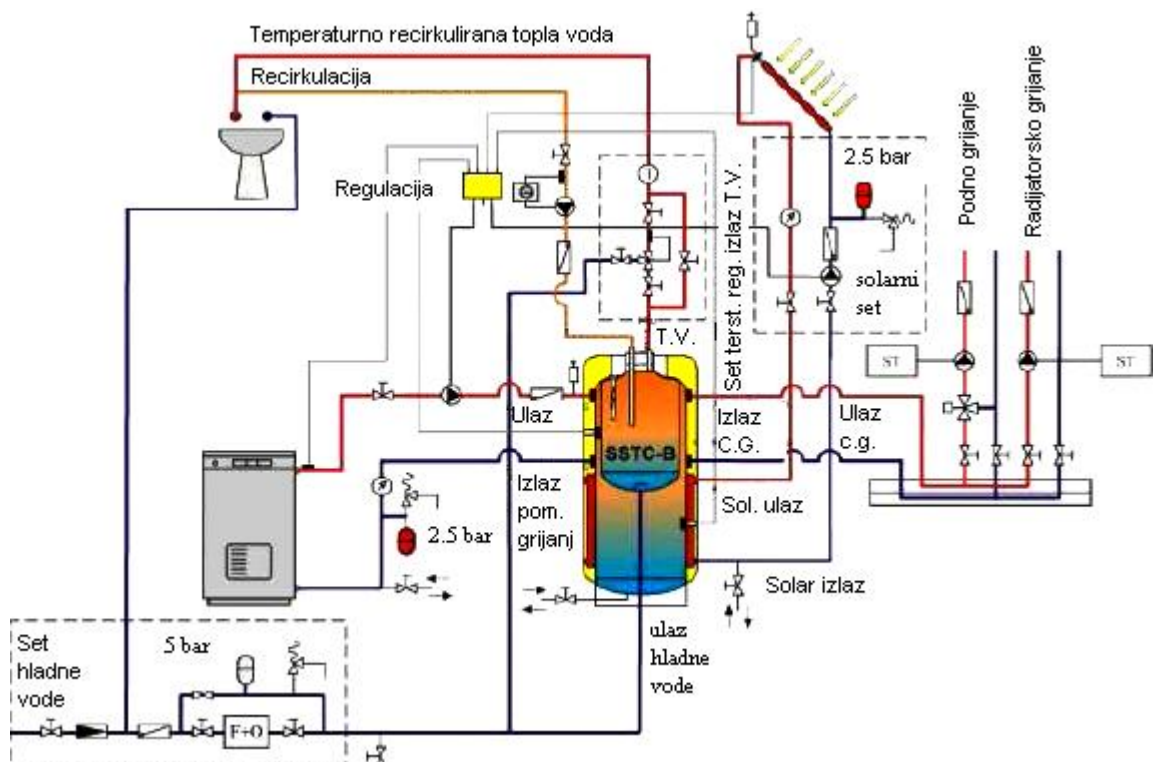 Temperaturno recirkulirana topla voda
Recirkulacija
Regulacija
2.5 bar
solarni
set
Podno grijanje
Radijatorsko grijanje
Set terst. reg. izlaz T.V.
T.V.
ST
ST
Ulaz
Izlaz
C.G.
Ulaz
c.g.
SSTC-B
Izlaz
pom.
grijanj
2.5 bar
Sol. ulaz
Solar izlaz
ulaz
hladne
vode
Set
hladne
vode
5 bar
F+O